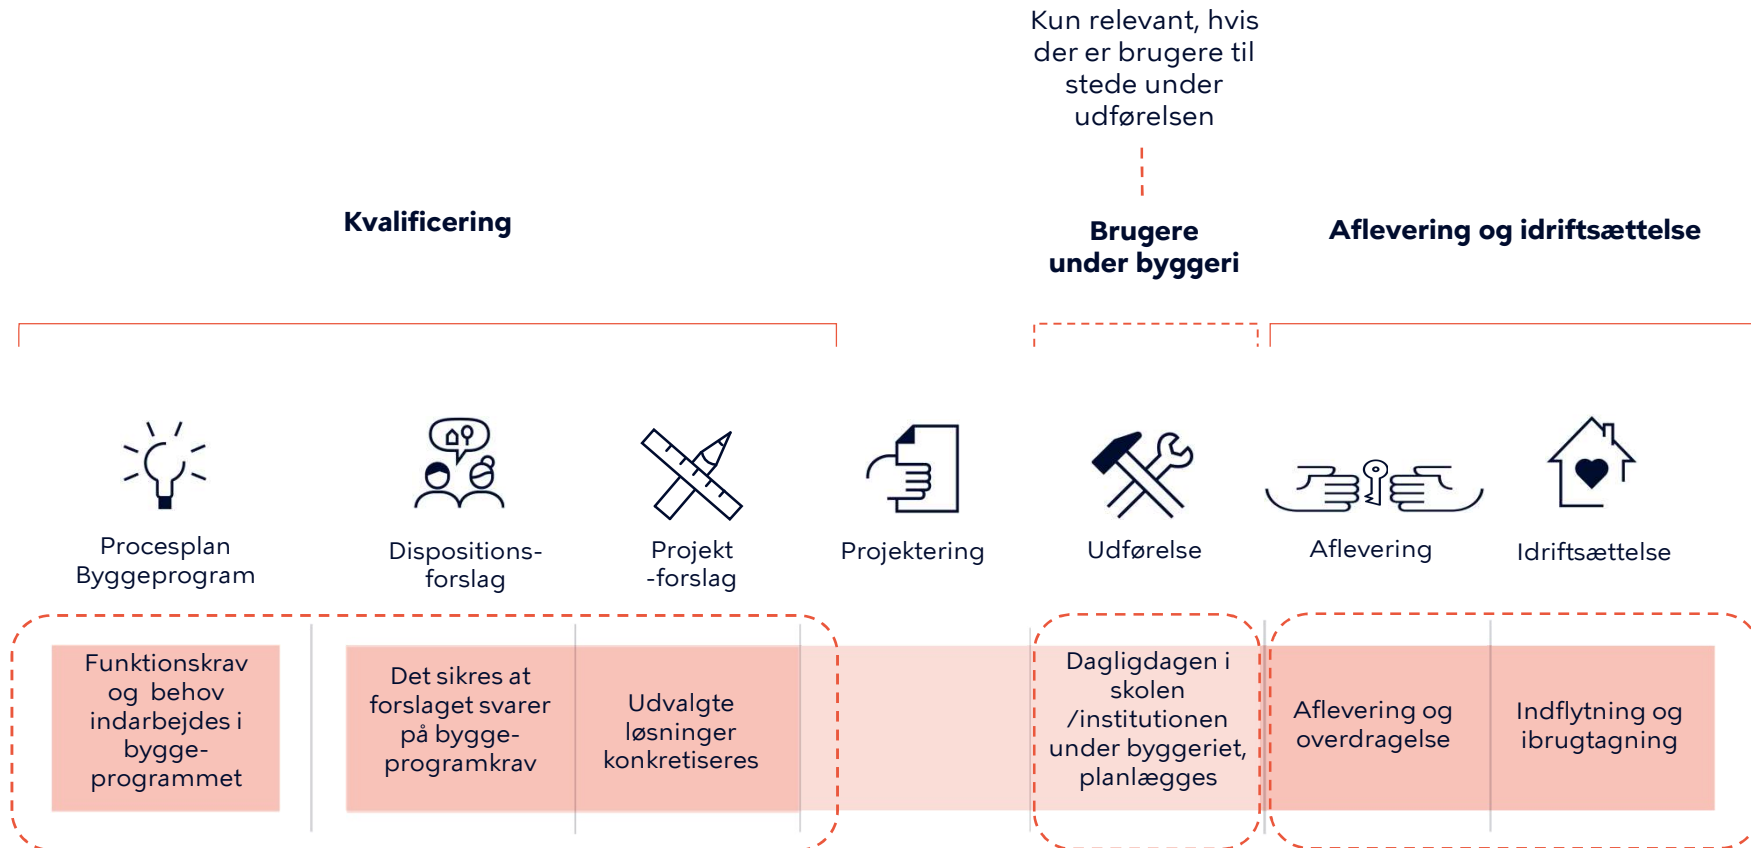 Kun relevant, hvis
der er brugere til
stede under
udførelsen
Kvalificering
Brugere
under byggeri
Aflevering og idriftsættelse
Procesplan
Byggeprogram
Dispositions-
forslag
Projekt
-forslag
Projektering
Udførelse
Aflevering
Idriftsættelse
Funktionskrav
og behov
indarbejdes i
bygge-
programmet
Det sikres at
forslaget svarer
på bygge-
programkrav
Udvalgte
løsninger
konkretiseres
Dagligdagen i
skolen
/institutionen
under byggeriet,
planlægges
Aflevering og
overdragelse
Indflytning og
ibrugtagning